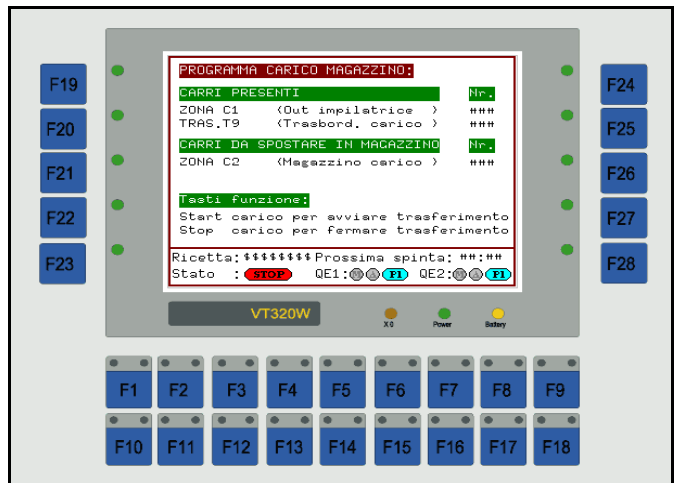 PROGRAMMA CARICO MAGAZZINO:
CARRI PRESENTI Nr.
ZONA C1 (Out impilatrice ) ###
TRAS.T9 (Trasbord. carico ) ###
CARRI DA SPOSTARE IN MAGAZZINO Nr.
ZONA C2 (Magazzino carico ) ###
Tasti funzione:
Start carico per avviare trasferimento
Stop carico per fermare trasferimento
Ricetta:$$$$$$$$ Prossima spinta: ##:##
Stato : STOP QE1: M A P1 QE2: M A P1
F19
F20
F21
F22
F23
F24
F25
F26
F27
F28
VT320W
X 0 Power Battery
F1 F2 F3 F4 F5 F6 F7 F8 F9
F10 F11 F12 F13 F14 F15 F16 F17 F18